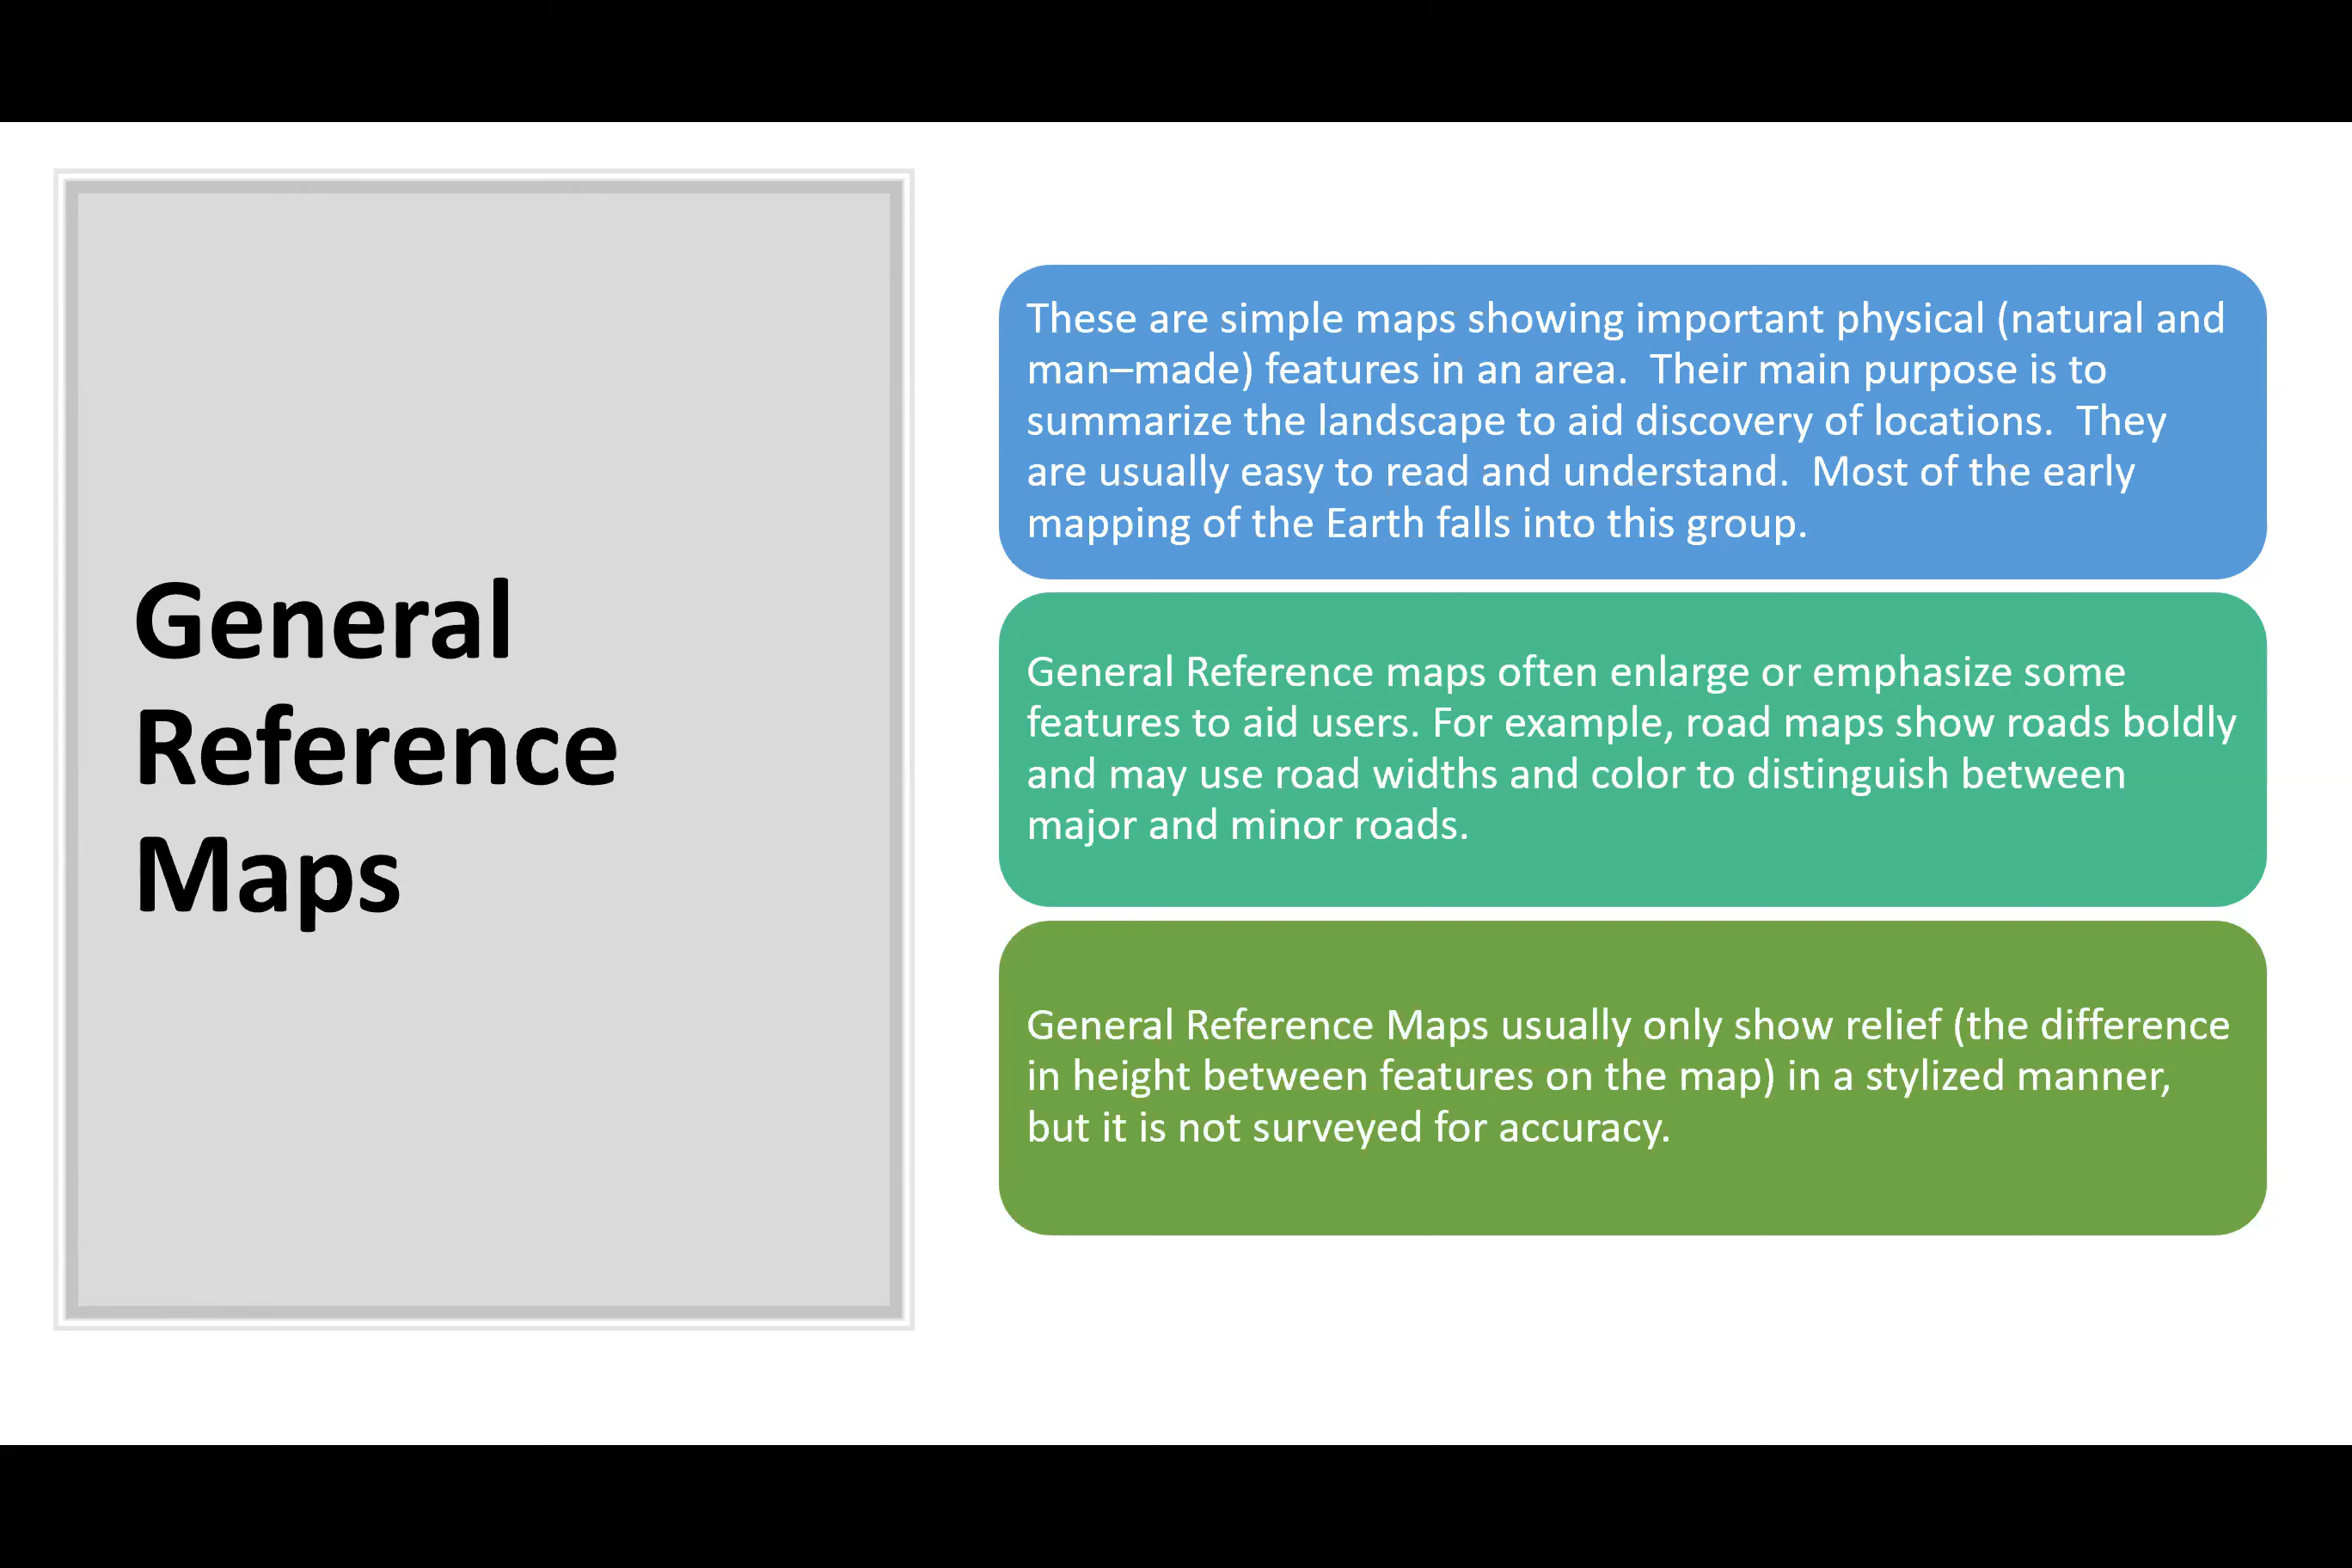 General
Reference
Maps
These are simple maps showing important physical (natural and
man–made) features in an area.  Their main purpose is to
summarize the landscape to aid discovery of locations.  They
are usually easy to read and understand.  Most of the early
mapping of the Earth falls into this group.
General Reference maps often enlarge or emphasize some
features to aid users. For example, road maps show roads boldly
and may use road widths and color to distinguish between
major and minor roads.
General Reference Maps usually only show relief (the difference
in height between features on the map) in a stylized manner,
but it is not surveyed for accuracy.